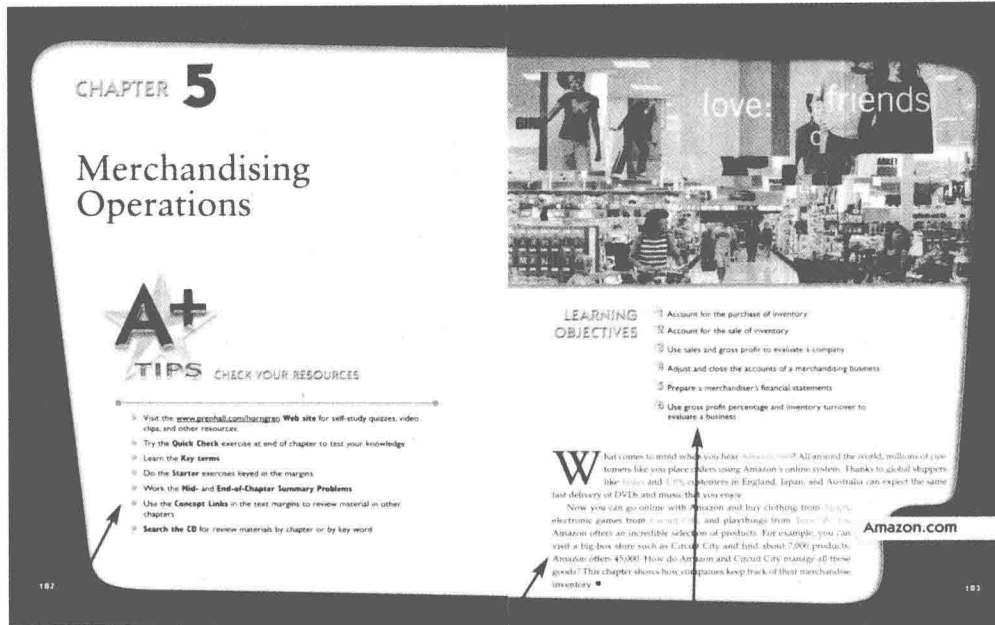 CHAPTER 5
Merchandising
Operations
A+
TIPS CHECK YOUR RESOURCES
Visit the www.prenhall.com/horngren Web site for self-study quizzes, video
clips, and other resources
Try the Quick Check exercise at end of chapter to test your knowledge
Learn the Key terms
Do the Starter exercises keyed in the margins
Work the Mid- and End-of-Chapter Summary Problems
Use the Concept Links in the text margins to review material in other
chapters
Search the CD for review materials by chapter or by key word
182
love: friends
LEARNING
OBJECTIVES
1 Account for the purchase of inventory
2 Account for the sale of inventory
3 Use sales and gross profit to evaluate a company
4 Adjust and close the accounts of a merchandising business
5 Prepare a merchandiser's financial statements
6 Use gross profit percentage and inventory turnover to
evaluate a business
What comes to mind when you hear All around the world, millions of cus-
tomers like you place orders using Amazon's online system. Thanks to global shippers
like and UPS, customers in England, Japan, and Australia can expect the same
fast delivery of DVDs and music that you enjoy.
Now you can go online with Amazon and buy clothing from
electronic games from Circuit City, and playthings from
Amazon offers an incredible selection of products. For example, you can
visit a big-box store such as Circuit City and find about 7,000 products.
Amazon offers 45,000. How do Amazon and Circuit City manage all these
goods? This chapter shows how companies keep track of their merchandise
inventory. ■
Amazon.com
183